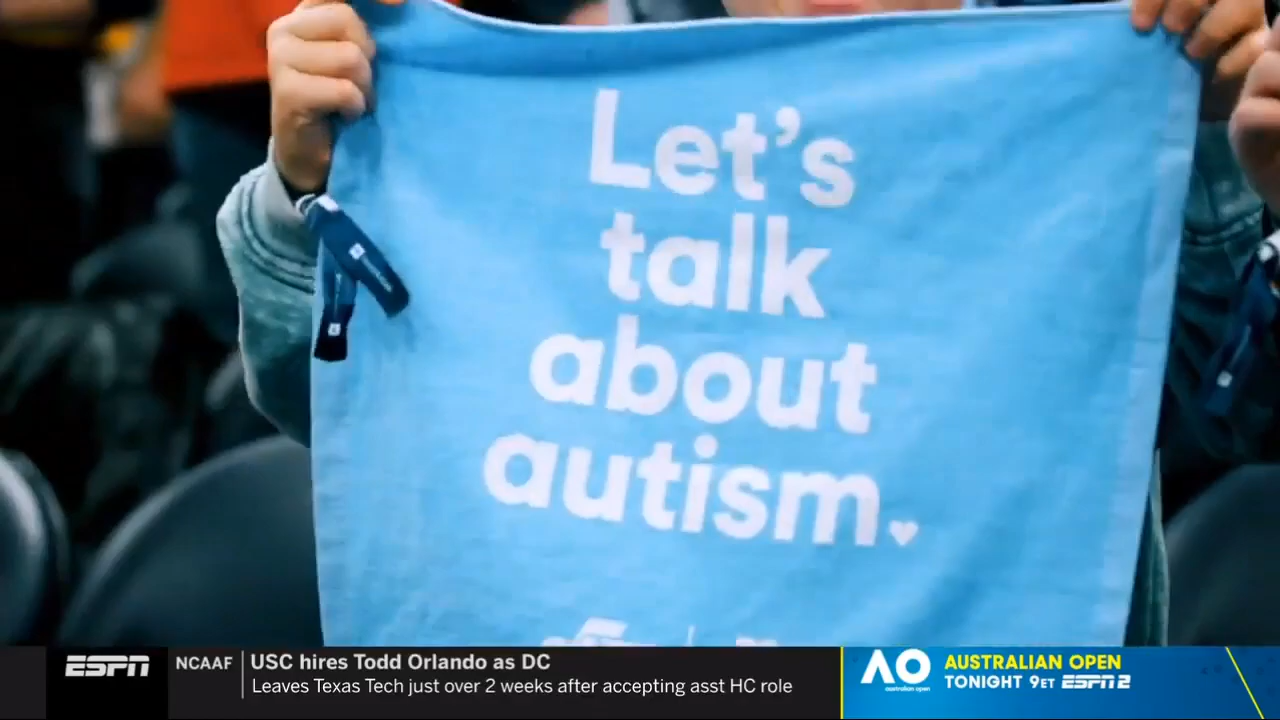 Let's
talk
about
autism.
ESPN
NCAAF
USC hires Todd Orlando as DC
Leaves Texas Tech just over 2 weeks after accepting asst HC role
AO
australian open
AUSTRALIAN OPEN
TONIGHT 9ET ESPN2